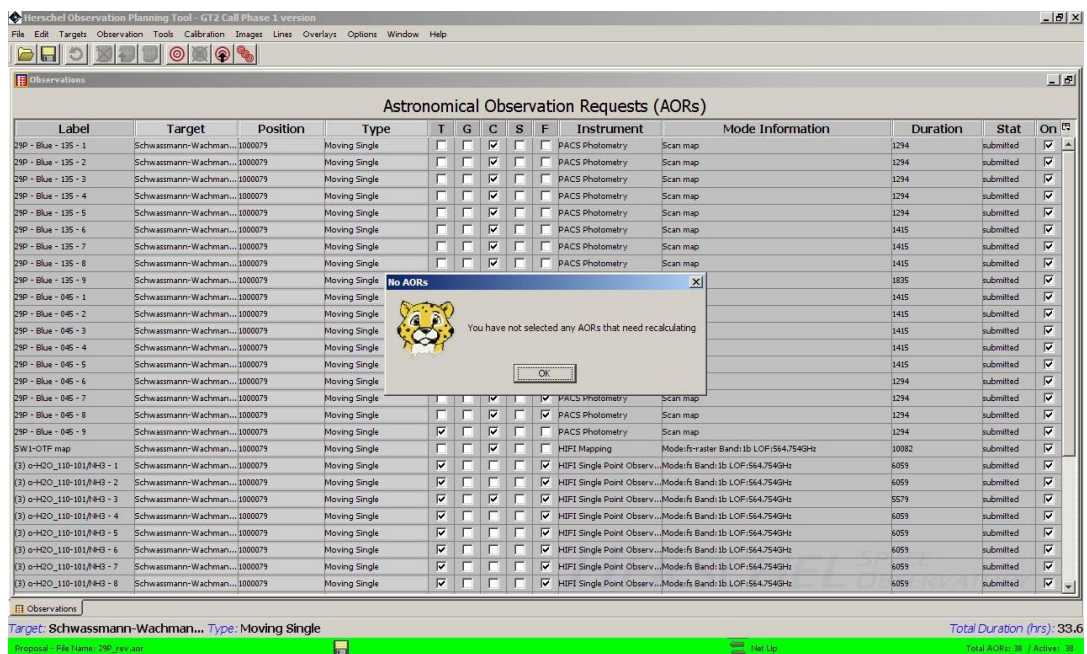 Herschel Observation Planning Tool - GT2 Call Phase 1 version
File Edit Targets Observation Tools Calibration Images Lines Overlays Options Window Help
Observations
Astronomical Observation Requests (AORs)
Label Target Position Type T G C S F Instrument Mode Information Duration Stat On
29P - Blue - 135 - 1 Schwassmann-Wachman... 1000079 Moving Single PACS Photometry Scan map 1294 submitted
29P - Blue - 135 - 2 Schwassmann-Wachman... 1000079 Moving Single PACS Photometry Scan map 1294 submitted
29P - Blue - 135 - 3 Schwassmann-Wachman... 1000079 Moving Single PACS Photometry Scan map 1294 submitted
29P - Blue - 135 - 4 Schwassmann-Wachman... 1000079 Moving Single PACS Photometry Scan map 1294 submitted
29P - Blue - 135 - 5 Schwassmann-Wachman... 1000079 Moving Single PACS Photometry Scan map 1294 submitted
29P - Blue - 135 - 6 Schwassmann-Wachman... 1000079 Moving Single PACS Photometry Scan map 1415 submitted
29P - Blue - 135 - 7 Schwassmann-Wachman... 1000079 Moving Single PACS Photometry Scan map 1415 submitted
29P - Blue - 135 - 8 Schwassmann-Wachman... 1000079 Moving Single PACS Photometry Scan map 1415 submitted
29P - Blue - 135 - 9 Schwassmann-Wachman... 1000079 Moving Single 1835 submitted
29P - Blue - 045 - 1 Schwassmann-Wachman... 1000079 Moving Single 1415 submitted
29P - Blue - 045 - 2 Schwassmann-Wachman... 1000079 Moving Single 1415 submitted
29P - Blue - 045 - 3 Schwassmann-Wachman... 1000079 Moving Single 1415 submitted
29P - Blue - 045 - 4 Schwassmann-Wachman... 1000079 Moving Single 1415 submitted
29P - Blue - 045 - 5 Schwassmann-Wachman... 1000079 Moving Single 1415 submitted
29P - Blue - 045 - 6 Schwassmann-Wachman... 1000079 Moving Single 1294 submitted
29P - Blue - 045 - 7 Schwassmann-Wachman... 1000079 Moving Single PACS Photometry Scan map 1294 submitted
29P - Blue - 045 - 8 Schwassmann-Wachman... 1000079 Moving Single PACS Photometry Scan map 1294 submitted
29P - Blue - 045 - 9 Schwassmann-Wachman... 1000079 Moving Single PACS Photometry Scan map 1294 submitted
SW1-OTF map Schwassmann-Wachman... 1000079 Moving Single HIFI Mapping Mode:fs-raster Band:1b LOF:564.754GHz 10082 submitted
(3) o-H2O_110-101/NH3 - 1 Schwassmann-Wachman... 1000079 Moving Single HIFI Single Point Observ... Mode:fs Band:1b LOF:564.754GHz 6059 submitted
(3) o-H2O_110-101/NH3 - 2 Schwassmann-Wachman... 1000079 Moving Single HIFI Single Point Observ... Mode:fs Band:1b LOF:564.754GHz 6059 submitted
(3) o-H2O_110-101/NH3 - 3 Schwassmann-Wachman... 1000079 Moving Single HIFI Single Point Observ... Mode:fs Band:1b LOF:564.754GHz 5579 submitted
(3) o-H2O_110-101/NH3 - 4 Schwassmann-Wachman... 1000079 Moving Single HIFI Single Point Observ... Mode:fs Band:1b LOF:564.754GHz 6059 submitted
(3) o-H2O_110-101/NH3 - 5 Schwassmann-Wachman... 1000079 Moving Single HIFI Single Point Observ... Mode:fs Band:1b LOF:564.754GHz 6059 submitted
(3) o-H2O_110-101/NH3 - 6 Schwassmann-Wachman... 1000079 Moving Single HIFI Single Point Observ... Mode:fs Band:1b LOF:564.754GHz 6059 submitted
(3) o-H2O_110-101/NH3 - 7 Schwassmann-Wachman... 1000079 Moving Single HIFI Single Point Observ... Mode:fs Band:1b LOF:564.754GHz 6059 submitted
(3) o-H2O_110-101/NH3 - 8 Schwassmann-Wachman... 1000079 Moving Single HIFI Single Point Observ... Mode:fs Band:1b LOF:564.754GHz 6059 submitted
No AORs
You have not selected any AORs that need recalculating
OK
Observations
Target: Schwassmann-Wachman... Type: Moving Single Total Duration (hrs): 33.6
Proposal - File Name: 29P_rev.aor Net Up Total AORs: 38 / Active: 38